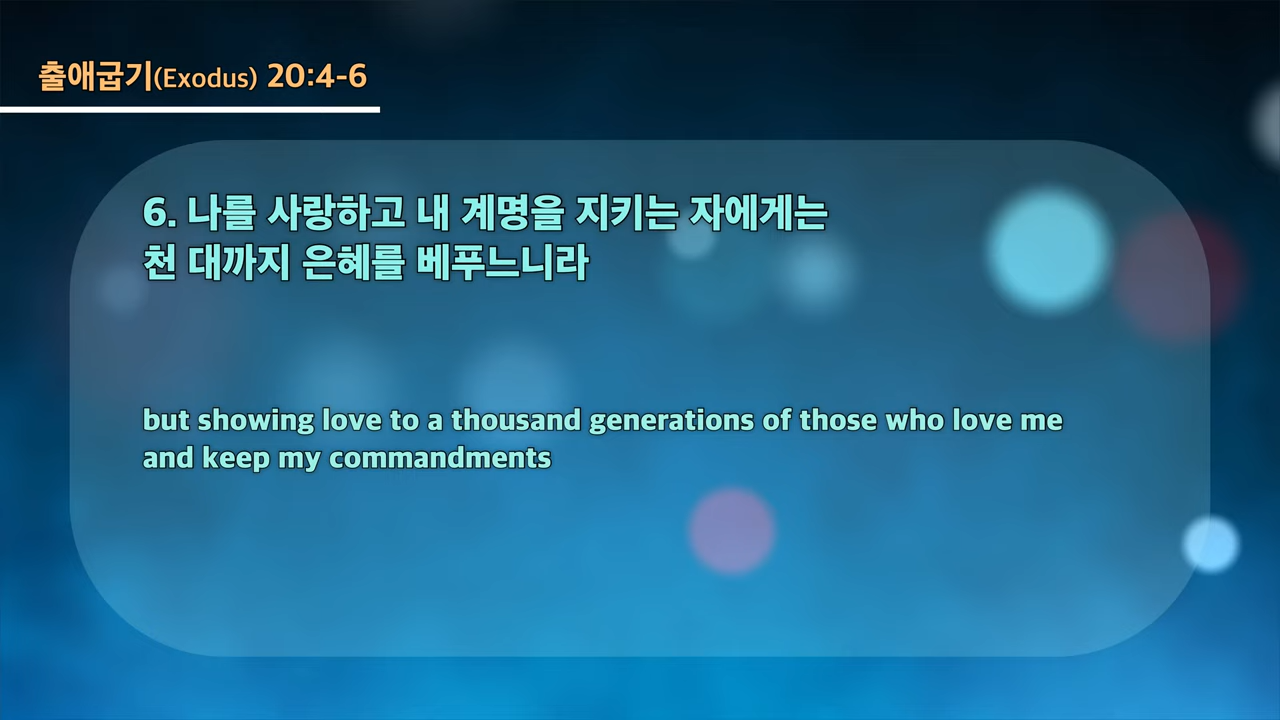 출애굽기(Exodus) 20:4-6
6. 나를 사랑하고 내 계명을 지키는 자에게는
천 대까지 은혜를 베푸느니라
but showing love to a thousand generations of those who love me
and keep my commandments